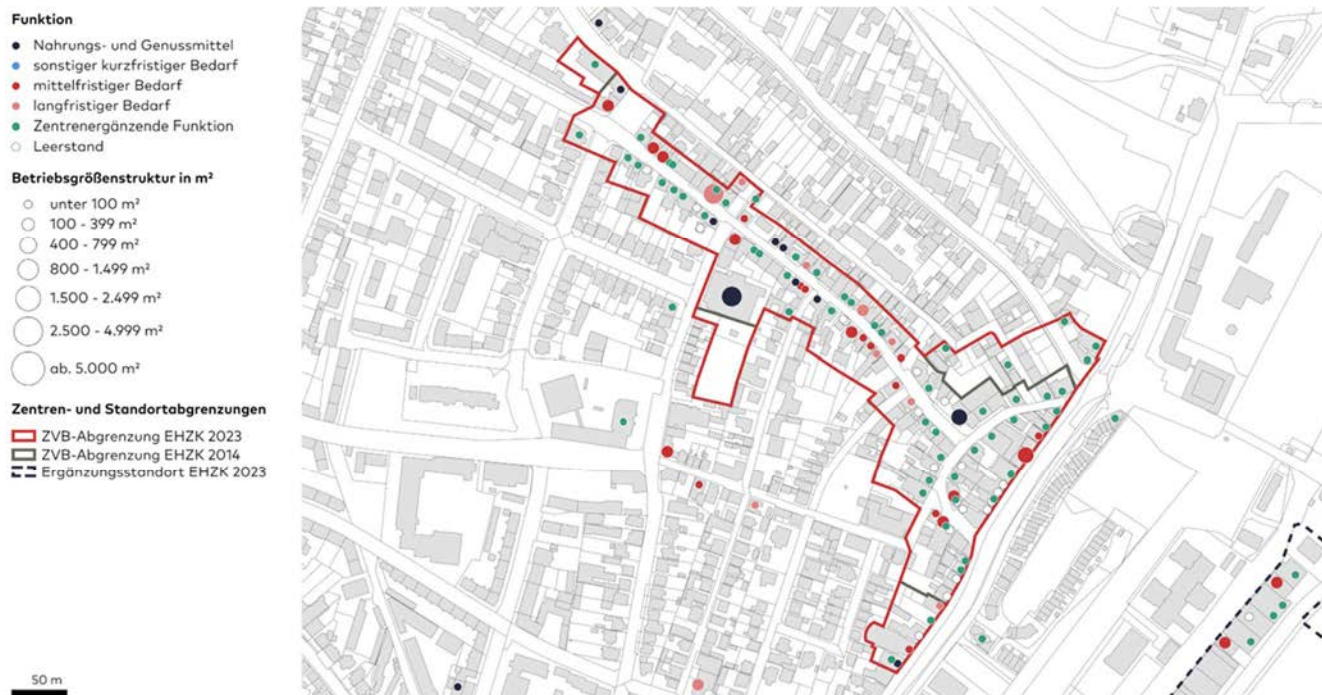 Funktion
Nahrungs- und Genussmittel
sonstiger kurzfristiger Bedarf
mittelfristiger Bedarf
langfristiger Bedarf
Zentrenergänzende Funktion
Leerstand
Betriebsgrößenstruktur in m²
unter 100 m²
100 - 399 m²
400 - 799 m²
800 - 1.499 m²
1.500 - 2.499 m²
2.500 - 4.999 m²
ab. 5.000 m²
Zentren- und Standortabgrenzungen
ZVB-Abgrenzung EHZK 2023
ZVB-Abgrenzung EHZK 2014
Ergänzungsstandort EHZK 2023
50 m